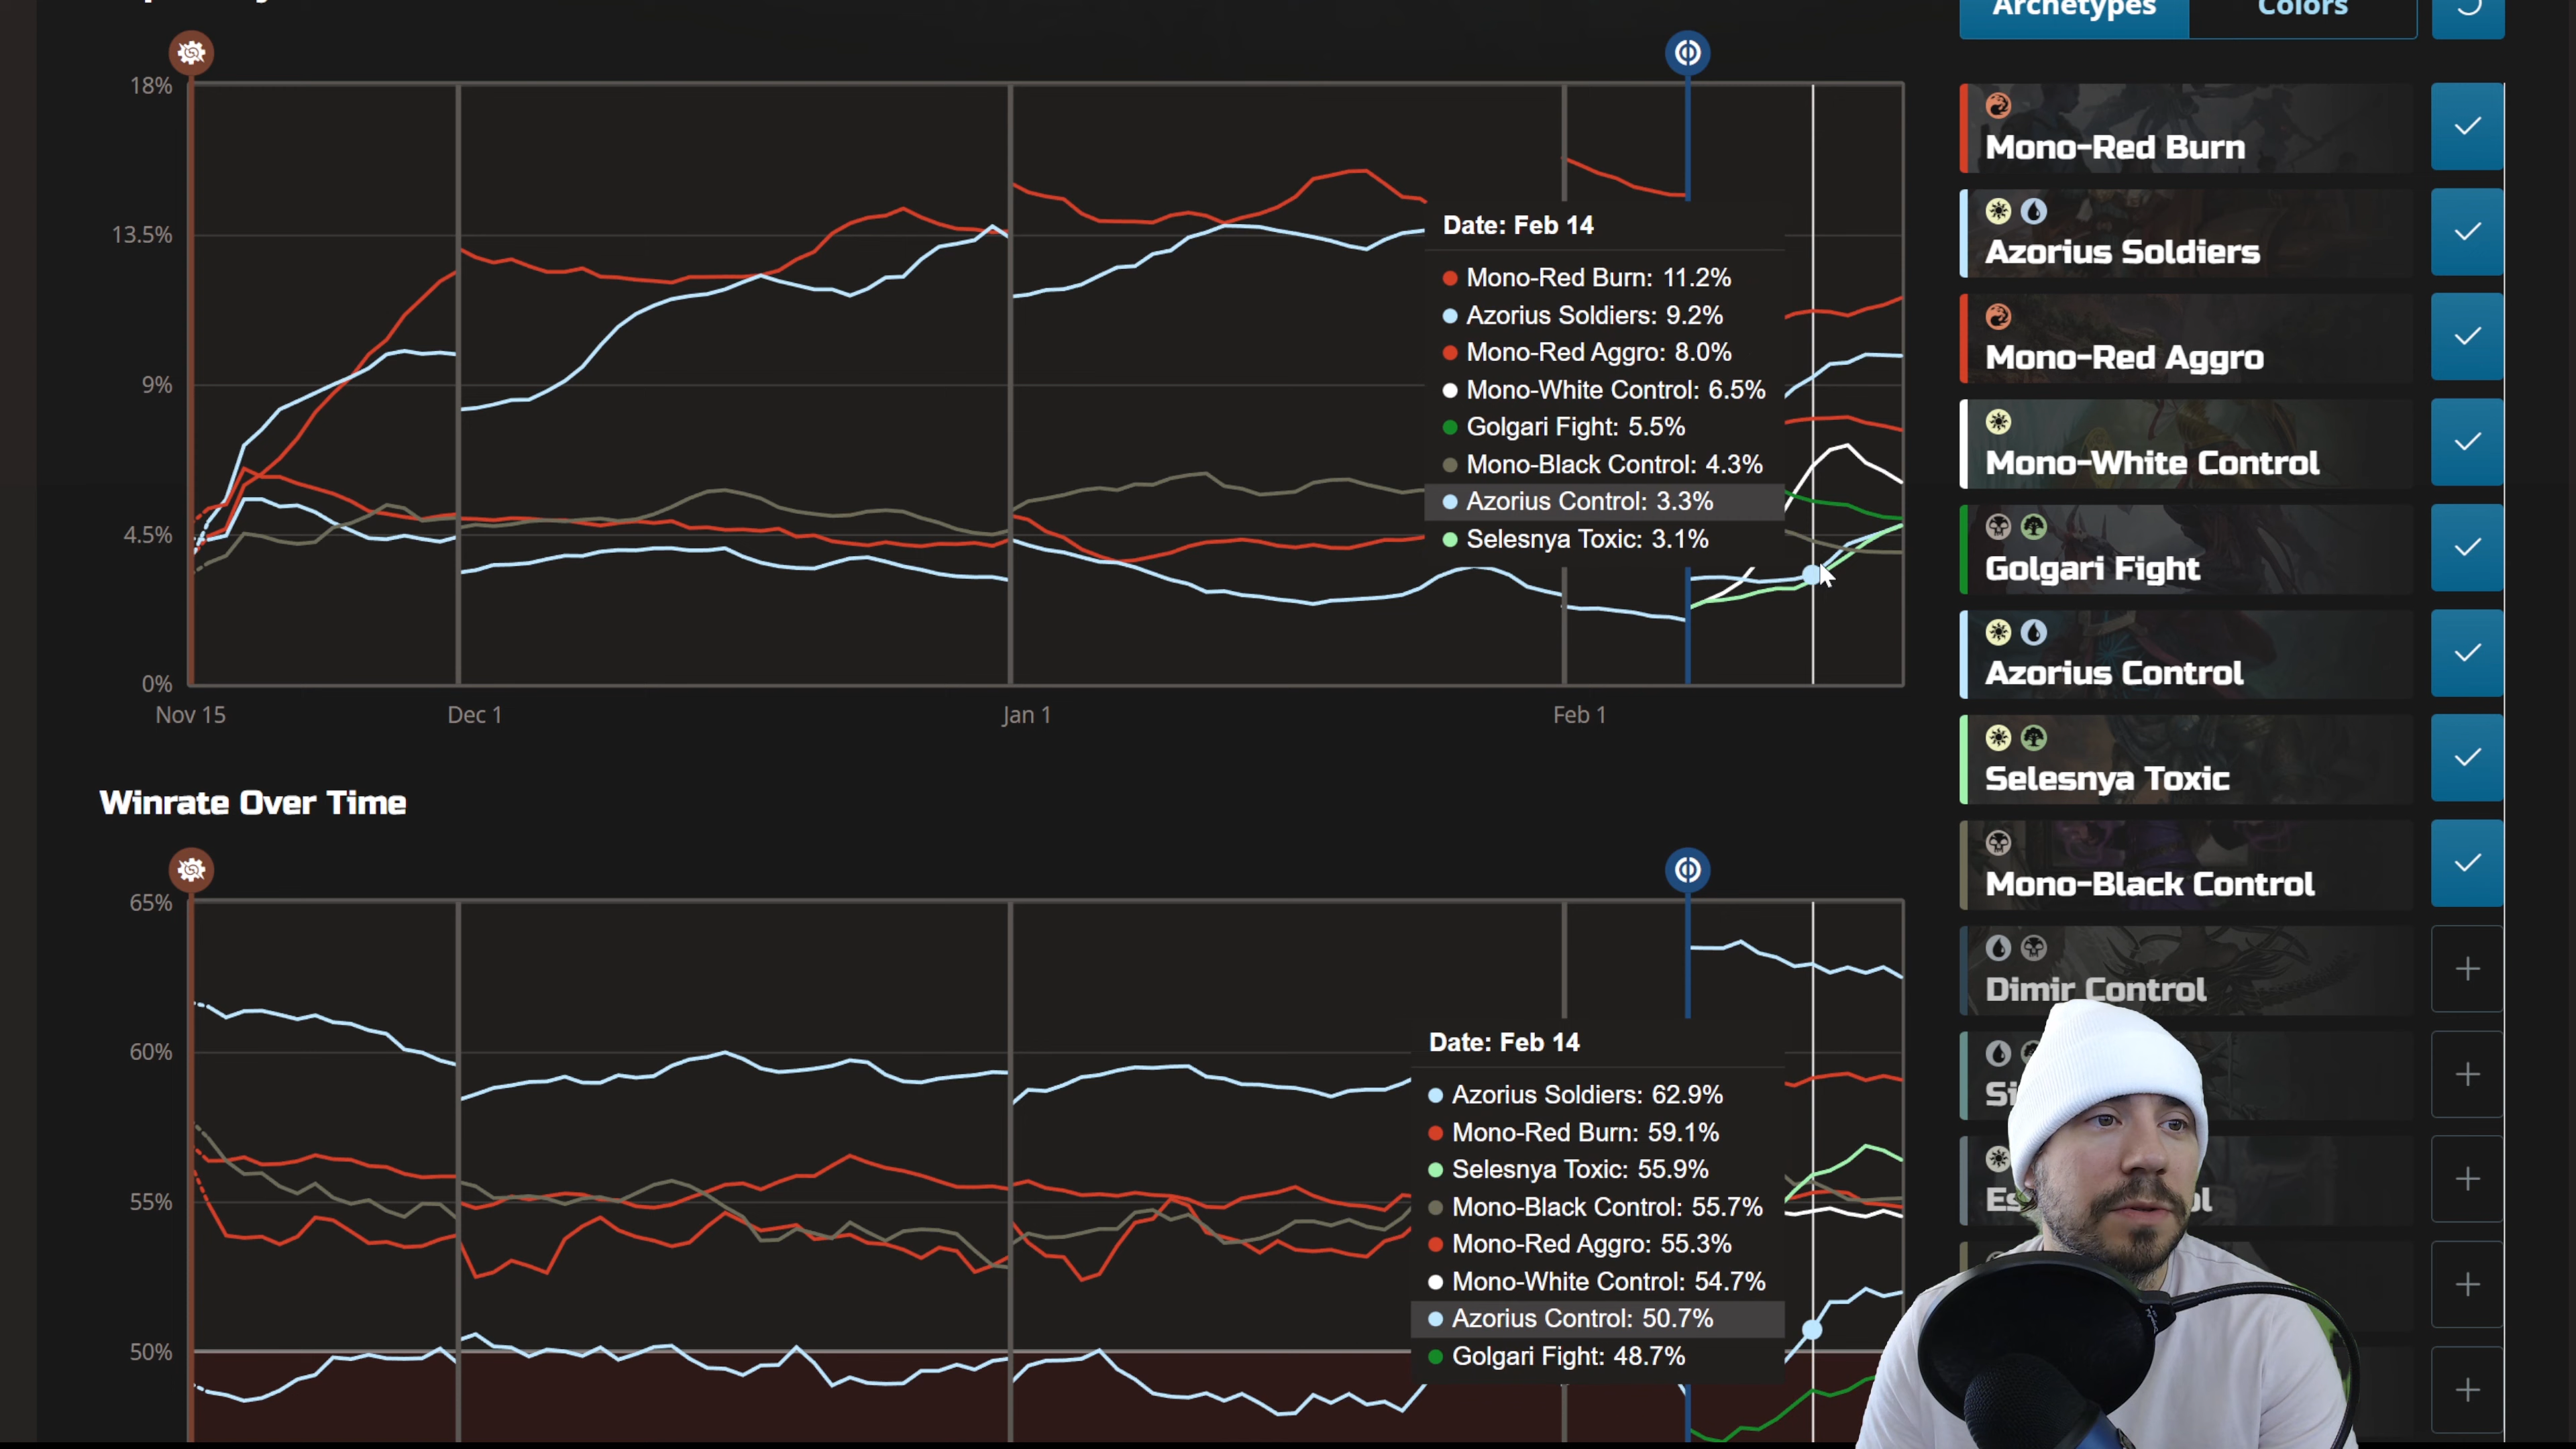 Archetypes
Colors
18%
13.5%
9%
4.5%
0%
Nov 15
Dec 1
Jan 1
Feb 1
Date: Feb 14
Mono-Red Burn: 11.2%
Azorius Soldiers: 9.2%
Mono-Red Aggro: 8.0%
Mono-White Control: 6.5%
Golgari Fight: 5.5%
Mono-Black Control: 4.3%
Azorius Control: 3.3%
Selesnya Toxic: 3.1%
Winrate Over Time
65%
60%
55%
50%
Date: Feb 14
Azorius Soldiers: 62.9%
Mono-Red Burn: 59.1%
Selesnya Toxic: 55.9%
Mono-Black Control: 55.7%
Mono-Red Aggro: 55.3%
Mono-White Control: 54.7%
Azorius Control: 50.7%
Golgari Fight: 48.7%
Mono-Red Burn
Azorius Soldiers
Mono-Red Aggro
Mono-White Control
Golgari Fight
Azorius Control
Selesnya Toxic
Mono-Black Control
Dimir Control